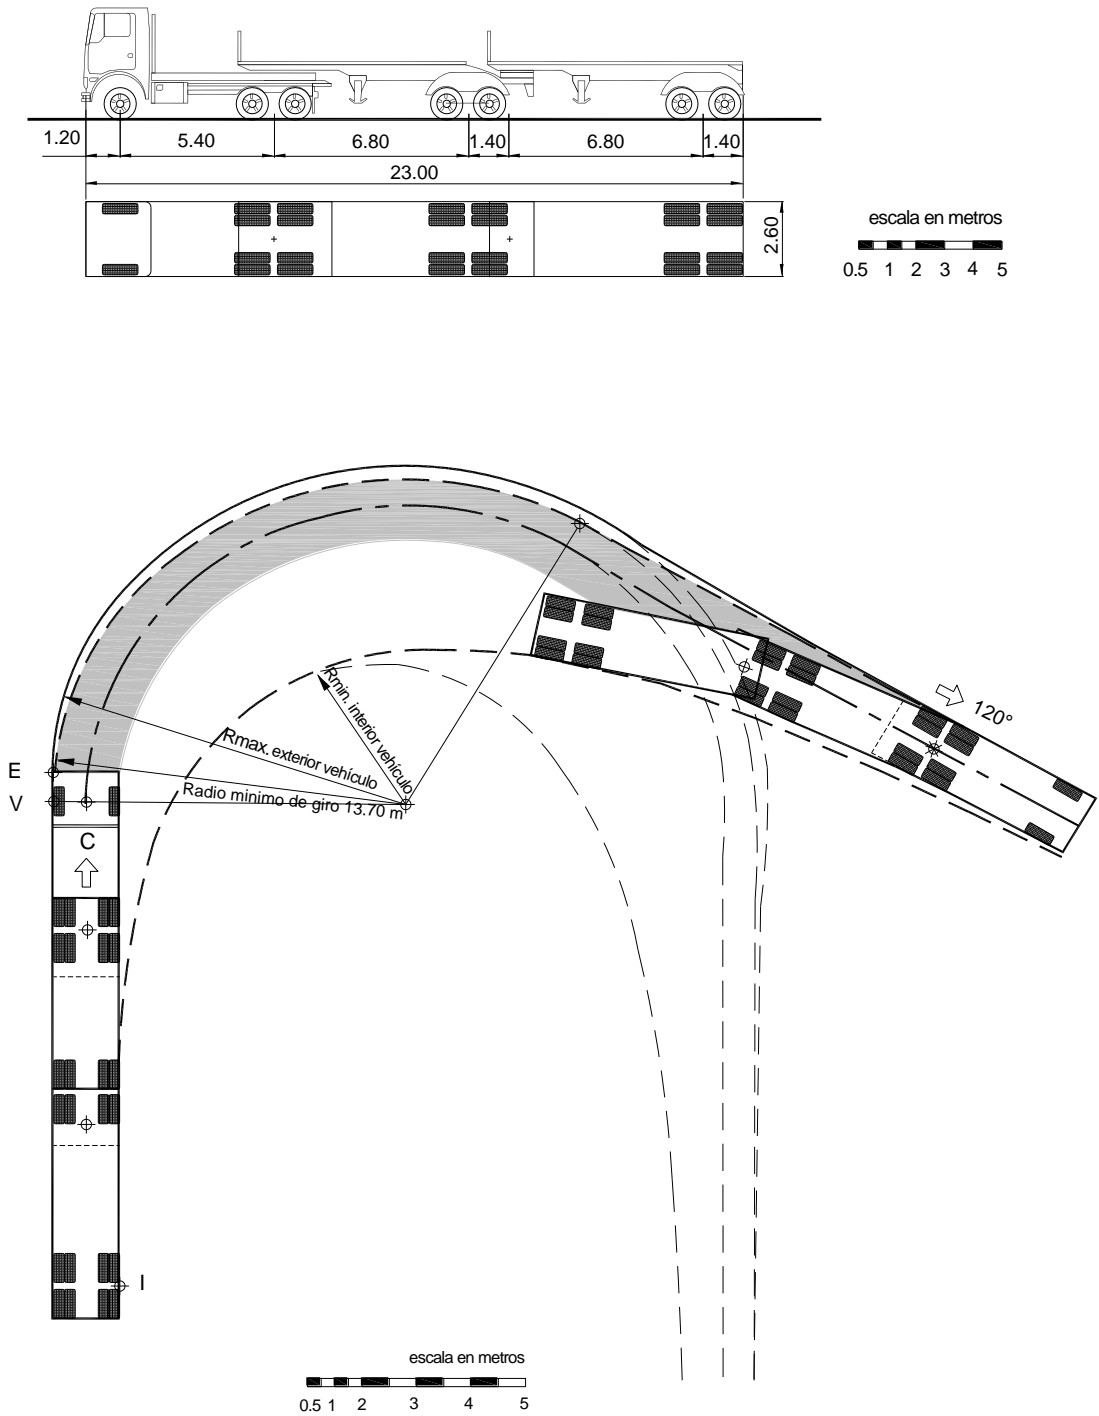 1.20
5.40
6.80
1.40
6.80
1.40
23.00
2.60
escala en metros
0.5 1 2 3 4 5
120°
Rmin. interior vehículo
Rmax. exterior vehículo
Radio minimo de giro 13.70 m
E
V
C
I
escala en metros
0.5 1 2 3 4 5